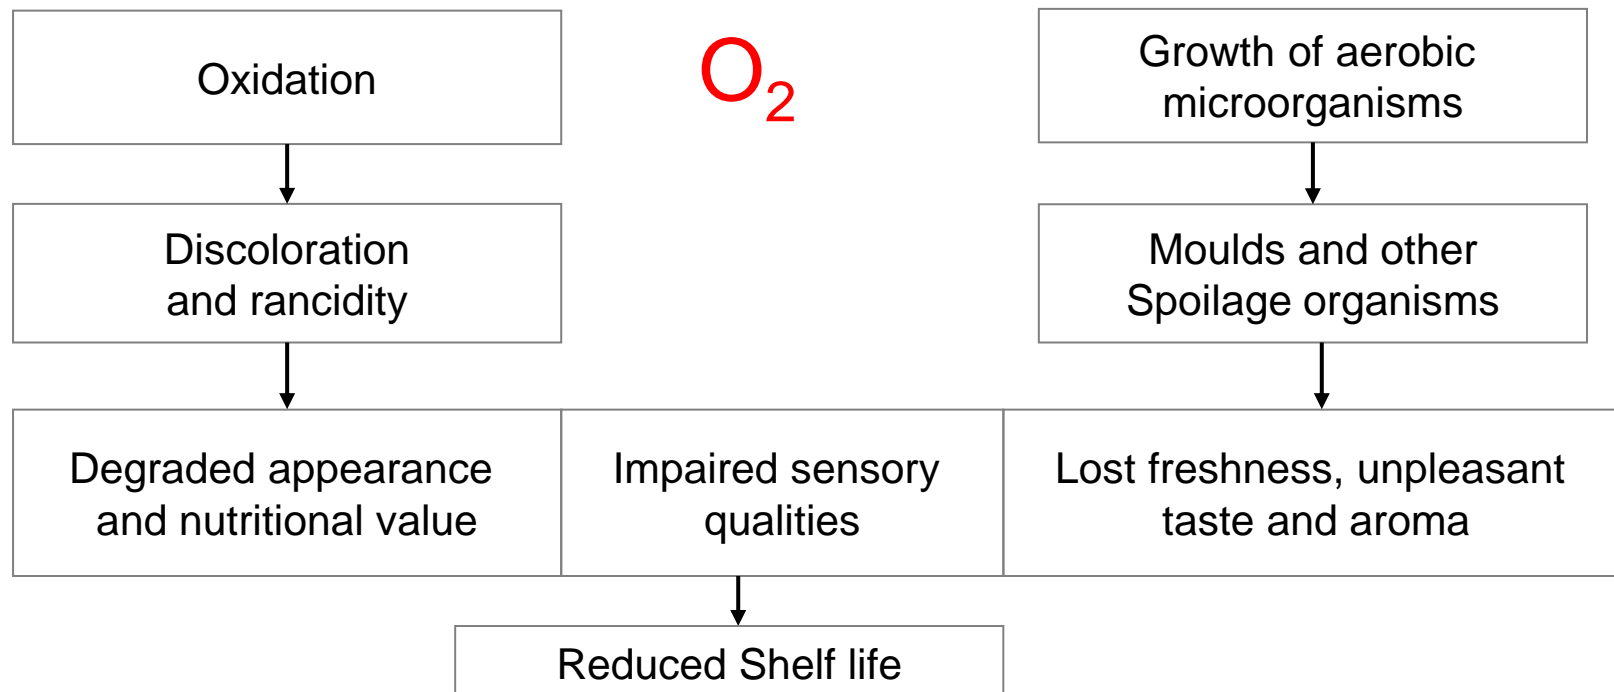 Oxidation
O₂
Growth of aerobic
microorganisms
Discoloration
and rancidity
Moulds and other
Spoilage organisms
Degraded appearance
and nutritional value
Impaired sensory
qualities
Lost freshness, unpleasant
taste and aroma
Reduced Shelf life